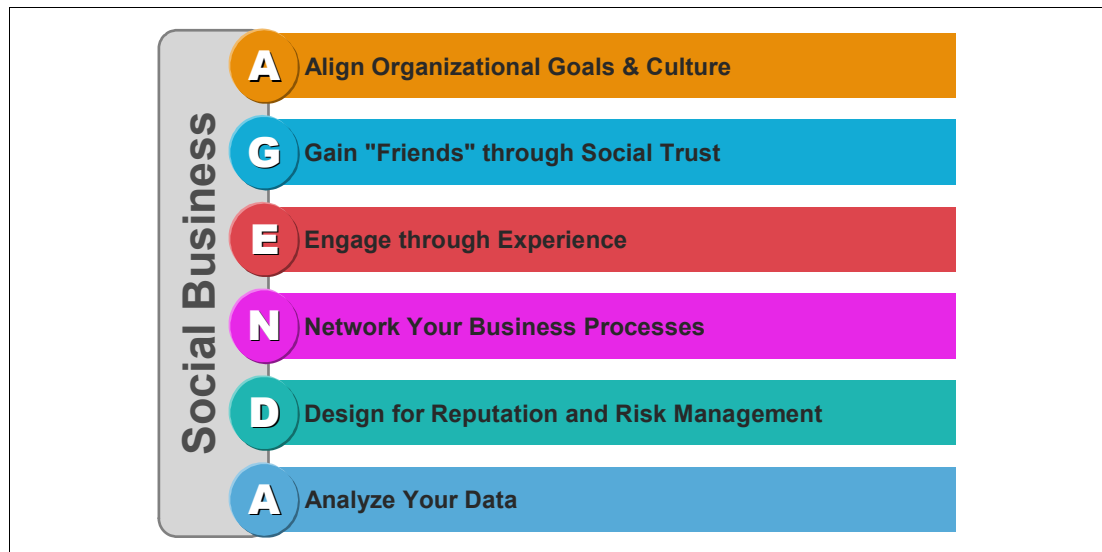 Social Business
A Align Organizational Goals & Culture
G Gain "Friends" through Social Trust
E Engage through Experience
N Network Your Business Processes
D Design for Reputation and Risk Management
A Analyze Your Data